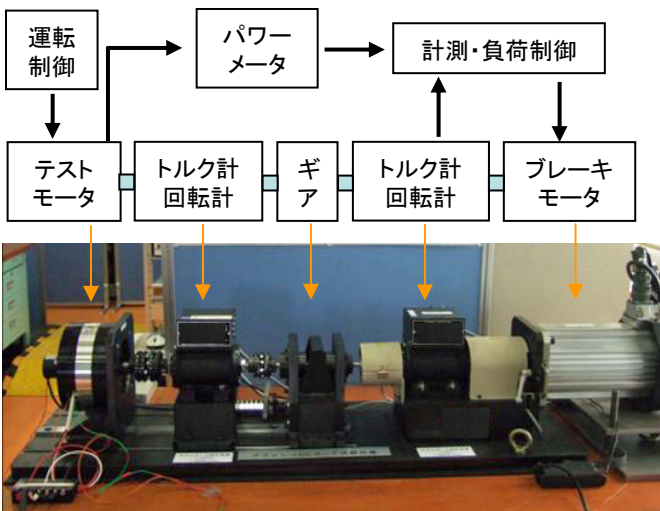 運転
制御
パワー
メータ
計測・負荷制御
テスト
モータ
トルク計
回転計
ギ
ア
トルク計
回転計
ブレーキ
モータ